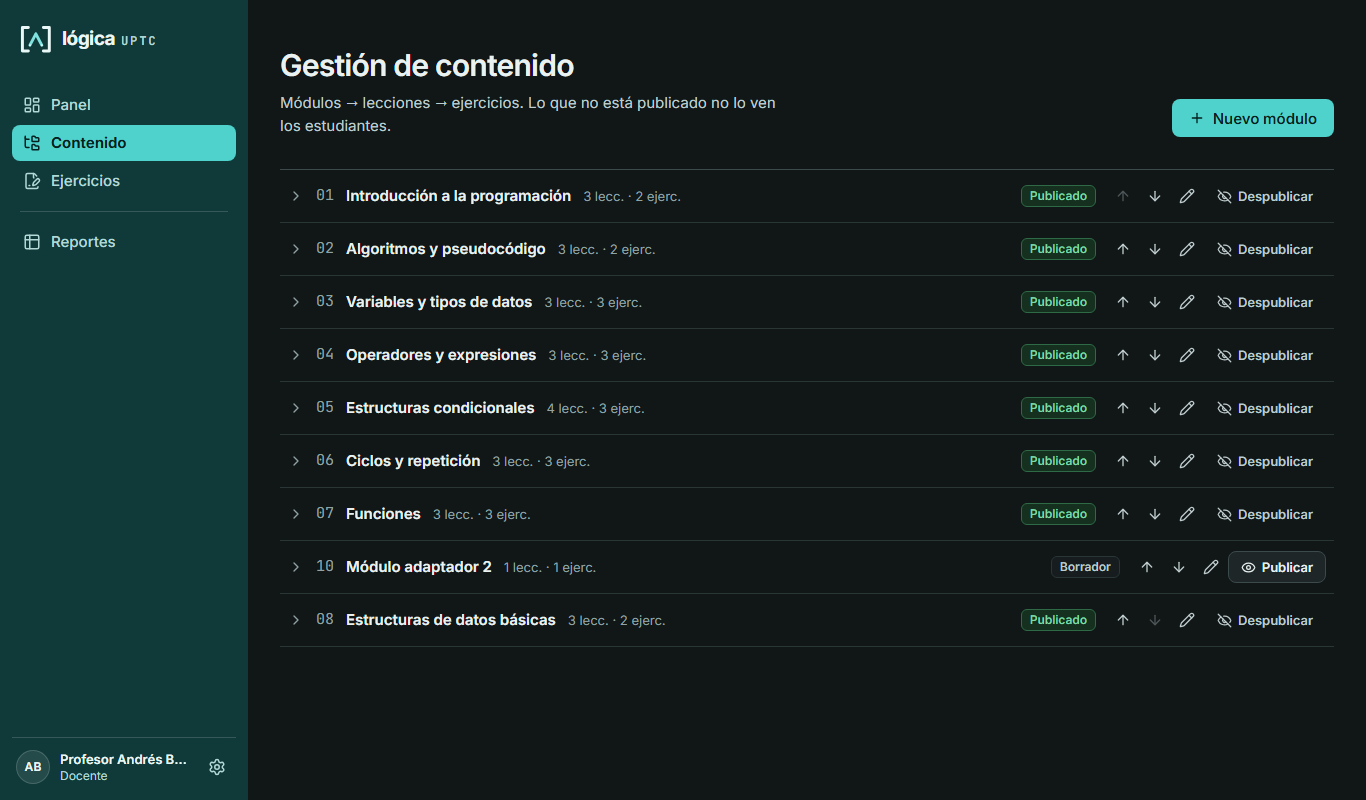 lógica UPTC
Panel
Contenido
Ejercicios
Reportes
AB
Profesor Andrés B...
Docente
Gestión de contenido
Módulos → lecciones → ejercicios. Lo que no está publicado no lo ven
los estudiantes.
+ Nuevo módulo
01 Introducción a la programación 3 lecc. · 2 ejerc. Publicado ↑ ↓ Despublicar
02 Algoritmos y pseudocódigo 3 lecc. · 2 ejerc. Publicado ↑ ↓ Despublicar
03 Variables y tipos de datos 3 lecc. · 3 ejerc. Publicado ↑ ↓ Despublicar
04 Operadores y expresiones 3 lecc. · 3 ejerc. Publicado ↑ ↓ Despublicar
05 Estructuras condicionales 4 lecc. · 3 ejerc. Publicado ↑ ↓ Despublicar
06 Ciclos y repetición 3 lecc. · 3 ejerc. Publicado ↑ ↓ Despublicar
07 Funciones 3 lecc. · 3 ejerc. Publicado ↑ ↓ Despublicar
10 Módulo adaptador 2 1 lecc. · 1 ejerc. Borrador ↑ ↓ Publicar
08 Estructuras de datos básicas 3 lecc. · 2 ejerc. Publicado ↑ ↓ Despublicar